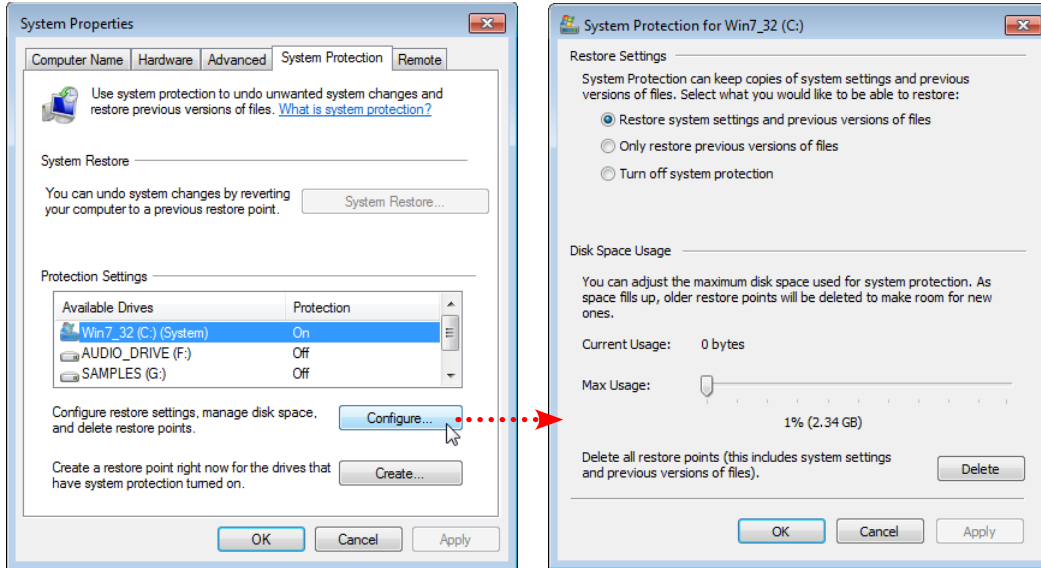 System Properties
Computer Name Hardware Advanced System Protection Remote
Use system protection to undo unwanted system changes and
restore previous versions of files. What is system protection?
System Restore
You can undo system changes by reverting
your computer to a previous restore point.
System Restore...
Protection Settings
Available Drives Protection
Win7_32 (C:) (System) On
AUDIO_DRIVE (F:) Off
SAMPLES (G:) Off
Configure restore settings, manage disk space,
and delete restore points.
Configure...
Create a restore point right now for the drives that
have system protection turned on.
Create...
OK Cancel Apply
System Protection for Win7_32 (C:)
Restore Settings
System Protection can keep copies of system settings and previous
versions of files. Select what you would like to be able to restore:
Restore system settings and previous versions of files
Only restore previous versions of files
Turn off system protection
Disk Space Usage
You can adjust the maximum disk space used for system protection. As
space fills up, older restore points will be deleted to make room for new
ones.
Current Usage: 0 bytes
Max Usage:
1% (2.34 GB)
Delete all restore points (this includes system settings
and previous versions of files).
Delete
OK Cancel Apply